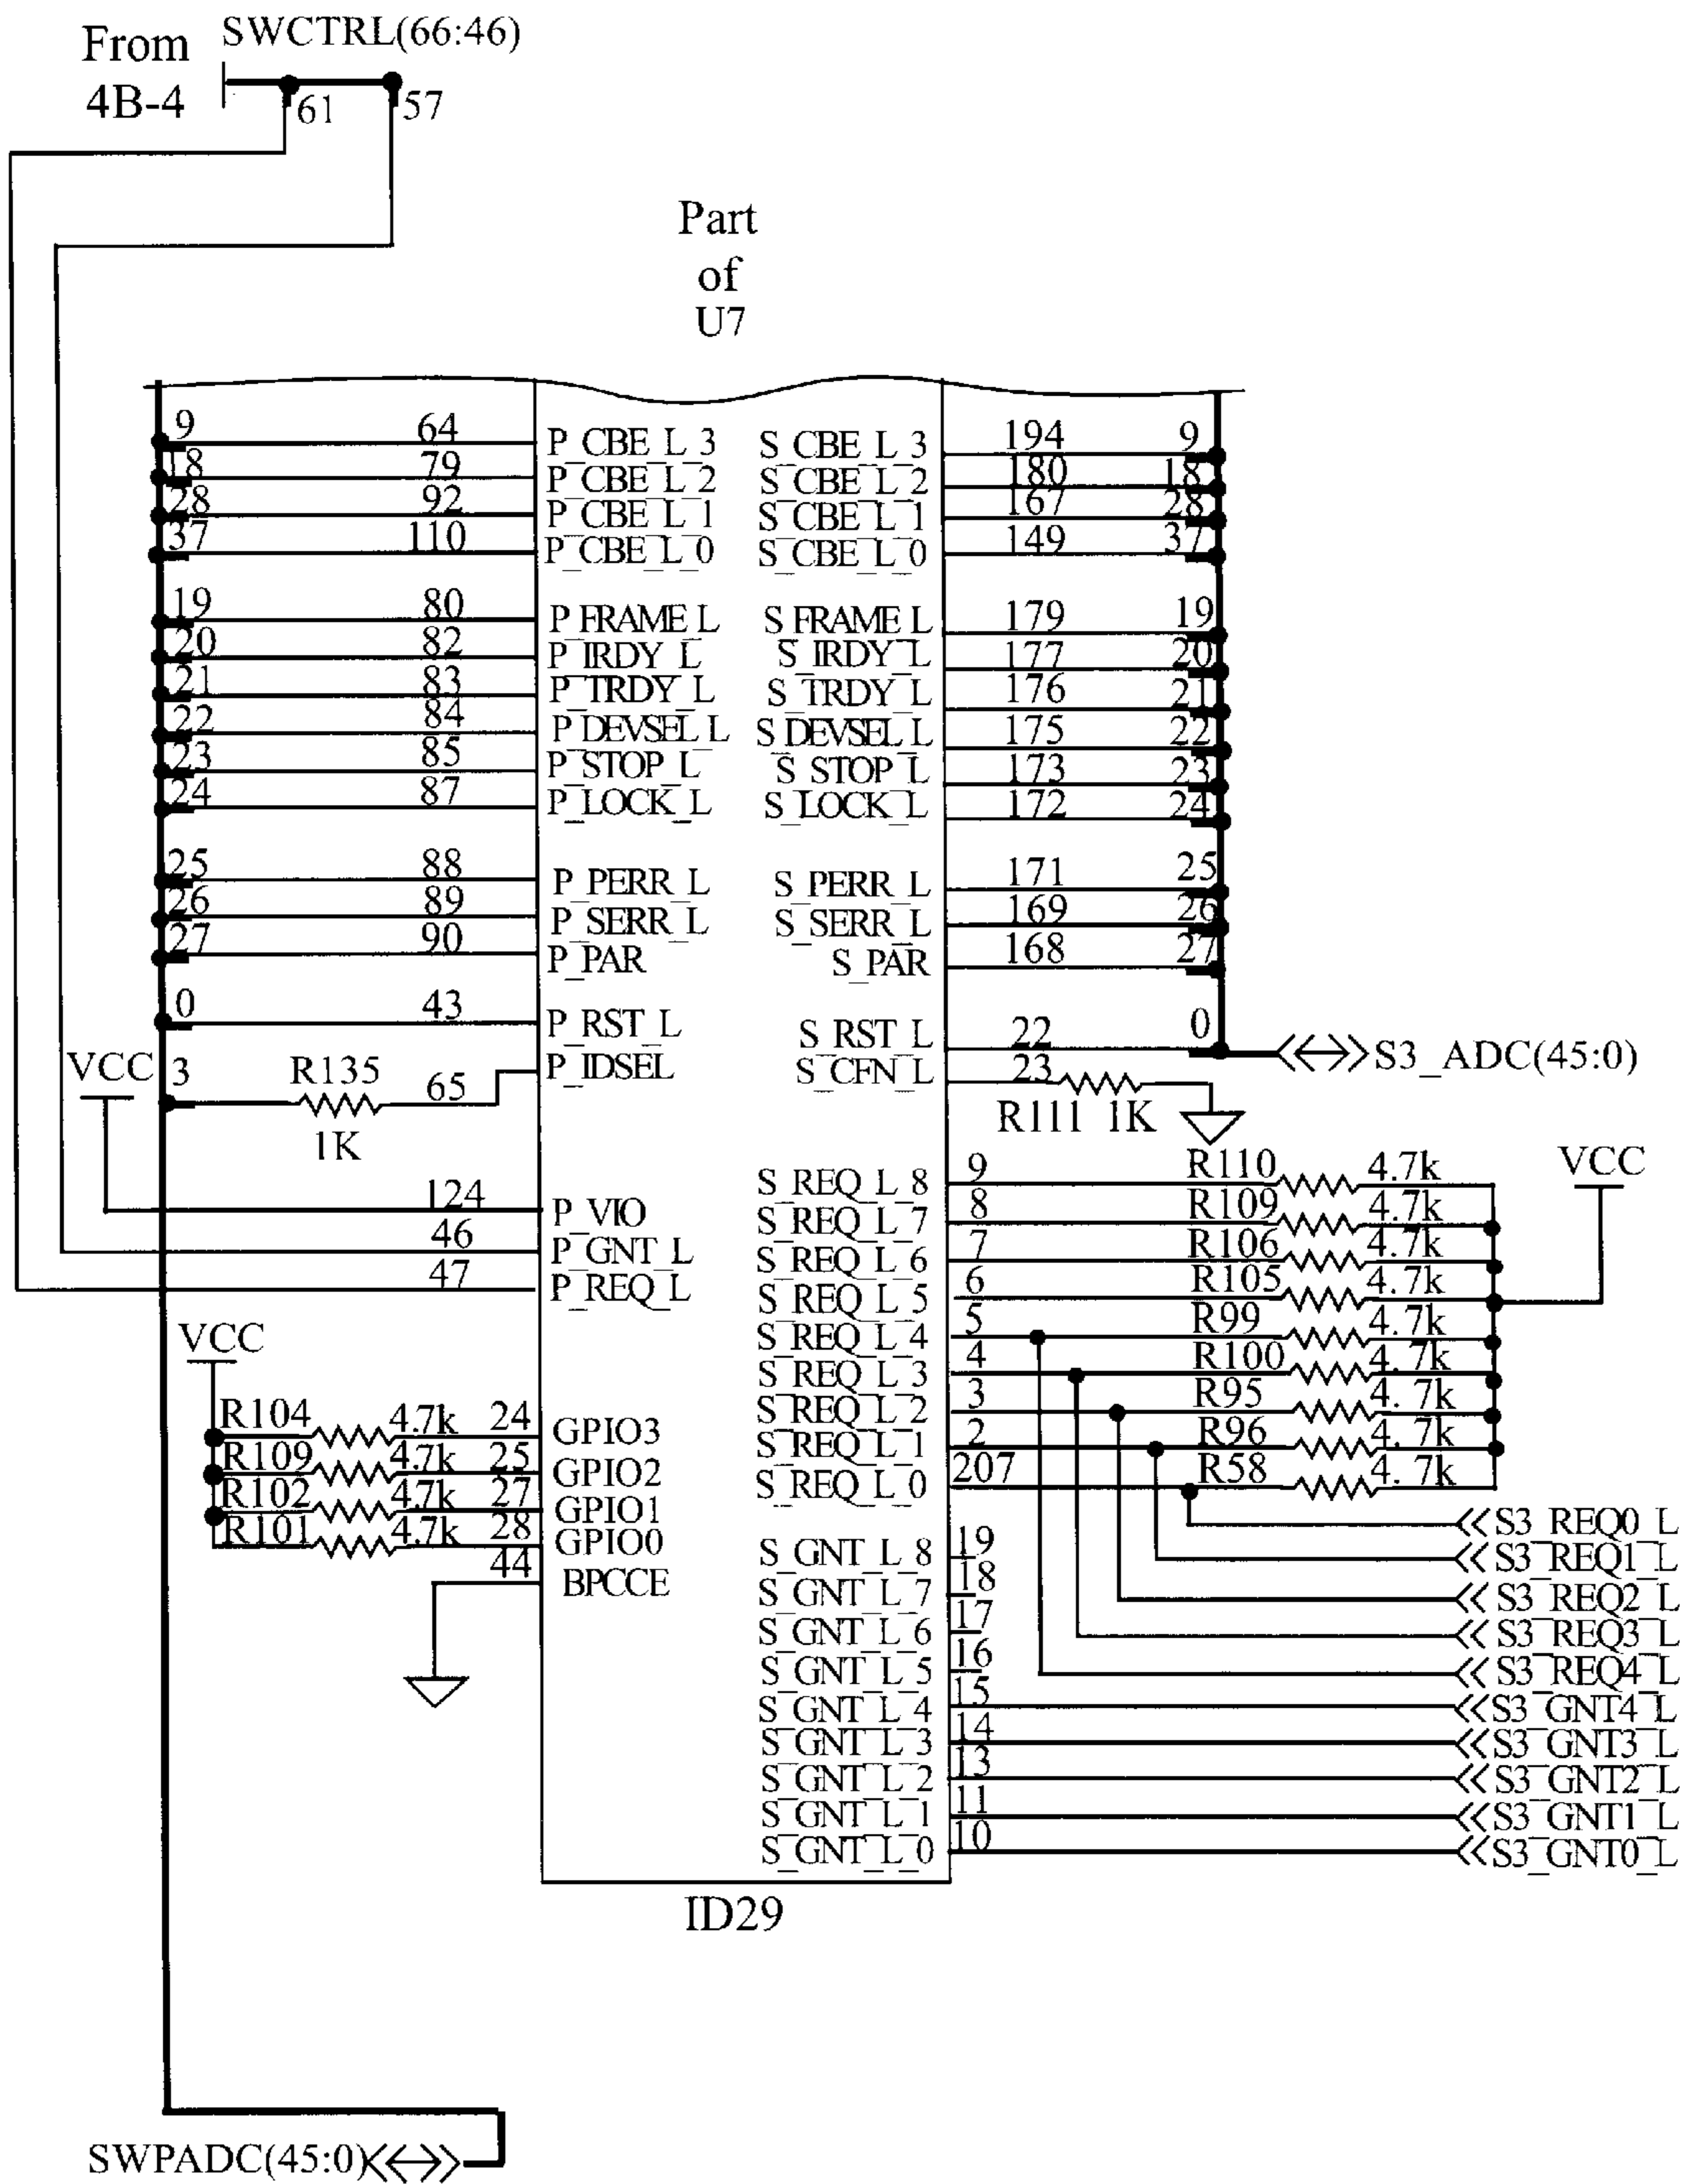 From
4B-4
SWCTRL(66:46)
61
57
Part
of
U7
9 64 P_CBE_L_3 S_CBE_L_3 194 9
18 79 P_CBE_L_2 S_CBE_L_2 180 18
28 92 P_CBE_L_1 S_CBE_L_1 167 28
37 110 P_CBE_L_0 S_CBE_L_0 149 37
19 80 P_FRAME_L S_FRAME_L 179 19
20 82 P_IRDY_L S_IRDY_L 177 20
21 83 P_TRDY_L S_TRDY_L 176 21
22 84 P_DEVSEL_L S_DEVSEL_L 175 22
23 85 P_STOP_L S_STOP_L 173 23
24 87 P_LOCK_L S_LOCK_L 172 24
25 88 P_PERR_L S_PERR_L 171 25
26 89 P_SERR_L S_SERR_L 169 26
27 90 P_PAR S_PAR 168 27
0 43 P_RST_L S_RST_L 22 0 S3_ADC(45:0)
VCC 3 R135 1K 65 P_IDSEL S_CFN_L 23 R111 1K
124 P_VIO
46 P_GNT_L
47 P_REQ_L
S_REQ_L_8 9 R110 4.7k VCC
S_REQ_L_7 8 R109 4.7k
S_REQ_L_6 7 R106 4.7k
S_REQ_L_5 6 R105 4.7k
S_REQ_L_4 5 R99 4.7k
S_REQ_L_3 4 R100 4.7k
S_REQ_L_2 3 R95 4.7k
S_REQ_L_1 2 R96 4.7k
S_REQ_L_0 207 R58 4.7k
VCC
R104 4.7k 24 GPIO3
R109 4.7k 25 GPIO2
R102 4.7k 27 GPIO1
R101 4.7k 28 GPIO0
44 BPCCE
S3_REQ0_L
S3_REQ1_L
S3_REQ2_L
S3_REQ3_L
S3_REQ4_L
S_GNT_L_8 19
S_GNT_L_7 18
S_GNT_L_6 17
S_GNT_L_5 16
S_GNT_L_4 15 S3_GNT4_L
S_GNT_L_3 14 S3_GNT3_L
S_GNT_L_2 13 S3_GNT2_L
S_GNT_L_1 11 S3_GNT1_L
S_GNT_L_0 10 S3_GNT0_L
ID29
SWPADC(45:0)